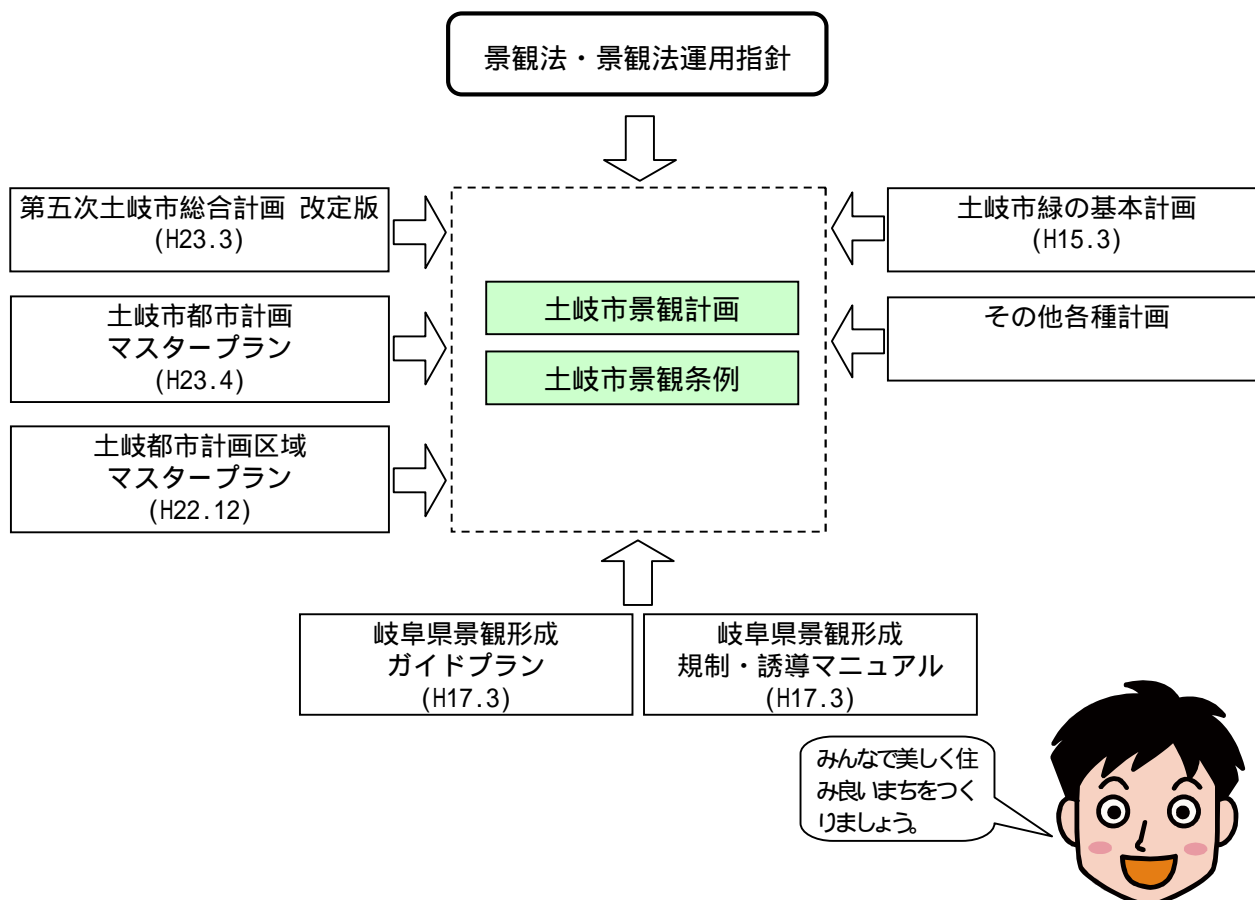 景観法・景観法運用指針
第五次土岐市総合計画 改定版
(H23.3)
土岐市都市計画
マスタープラン
(H23.4)
土岐都市計画区域
マスタープラン
(H22.12)
土岐市景観計画
土岐市景観条例
土岐市緑の基本計画
(H15.3)
その他各種計画
岐阜県景観形成
ガイドプラン
(H17.3)
岐阜県景観形成
規制・誘導マニュアル
(H17.3)
みんなで美しく住
み良いまちをつく
りましょう。